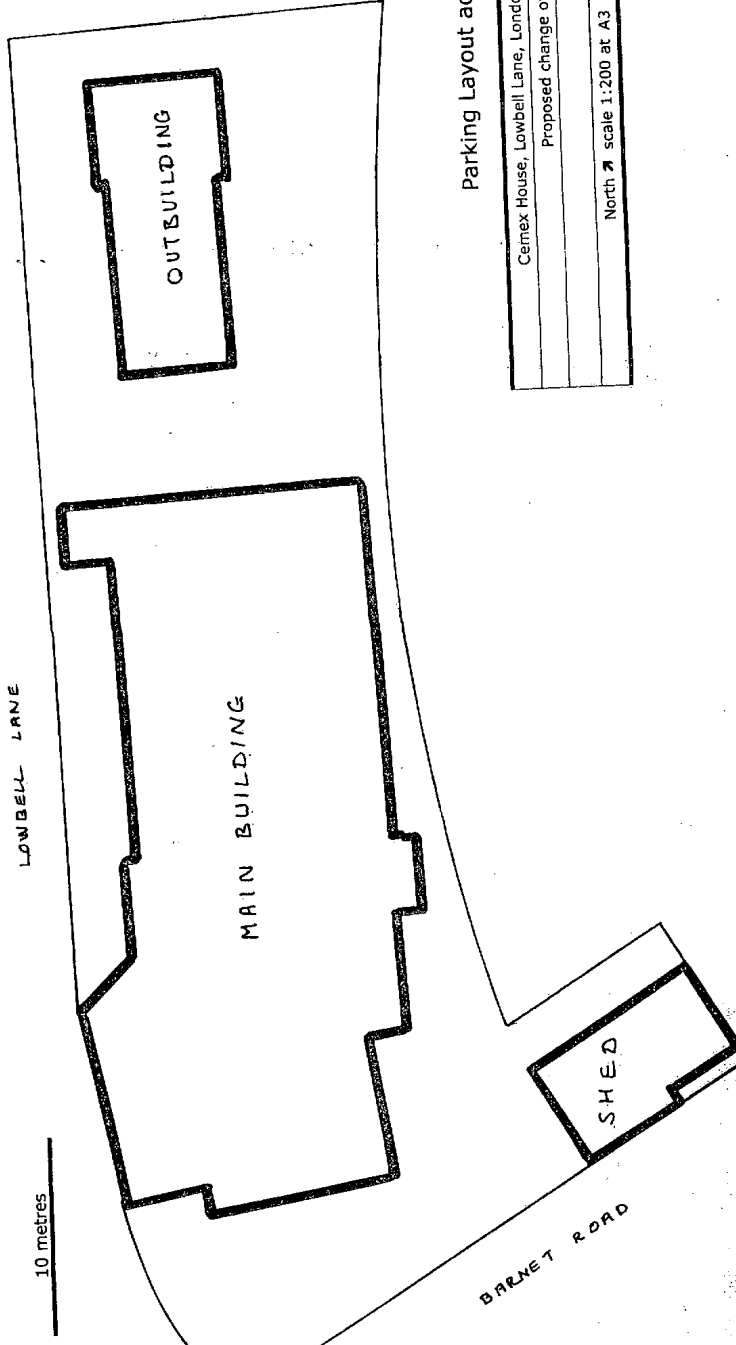 LOWBELL LANE
OUTBUILDING
MAIN BUILDING
SHED
BARNET ROAD
10 metres
Parking Layout
Cemex House, Lowbell Lane,
Proposed change
North scale 1:200 at A3